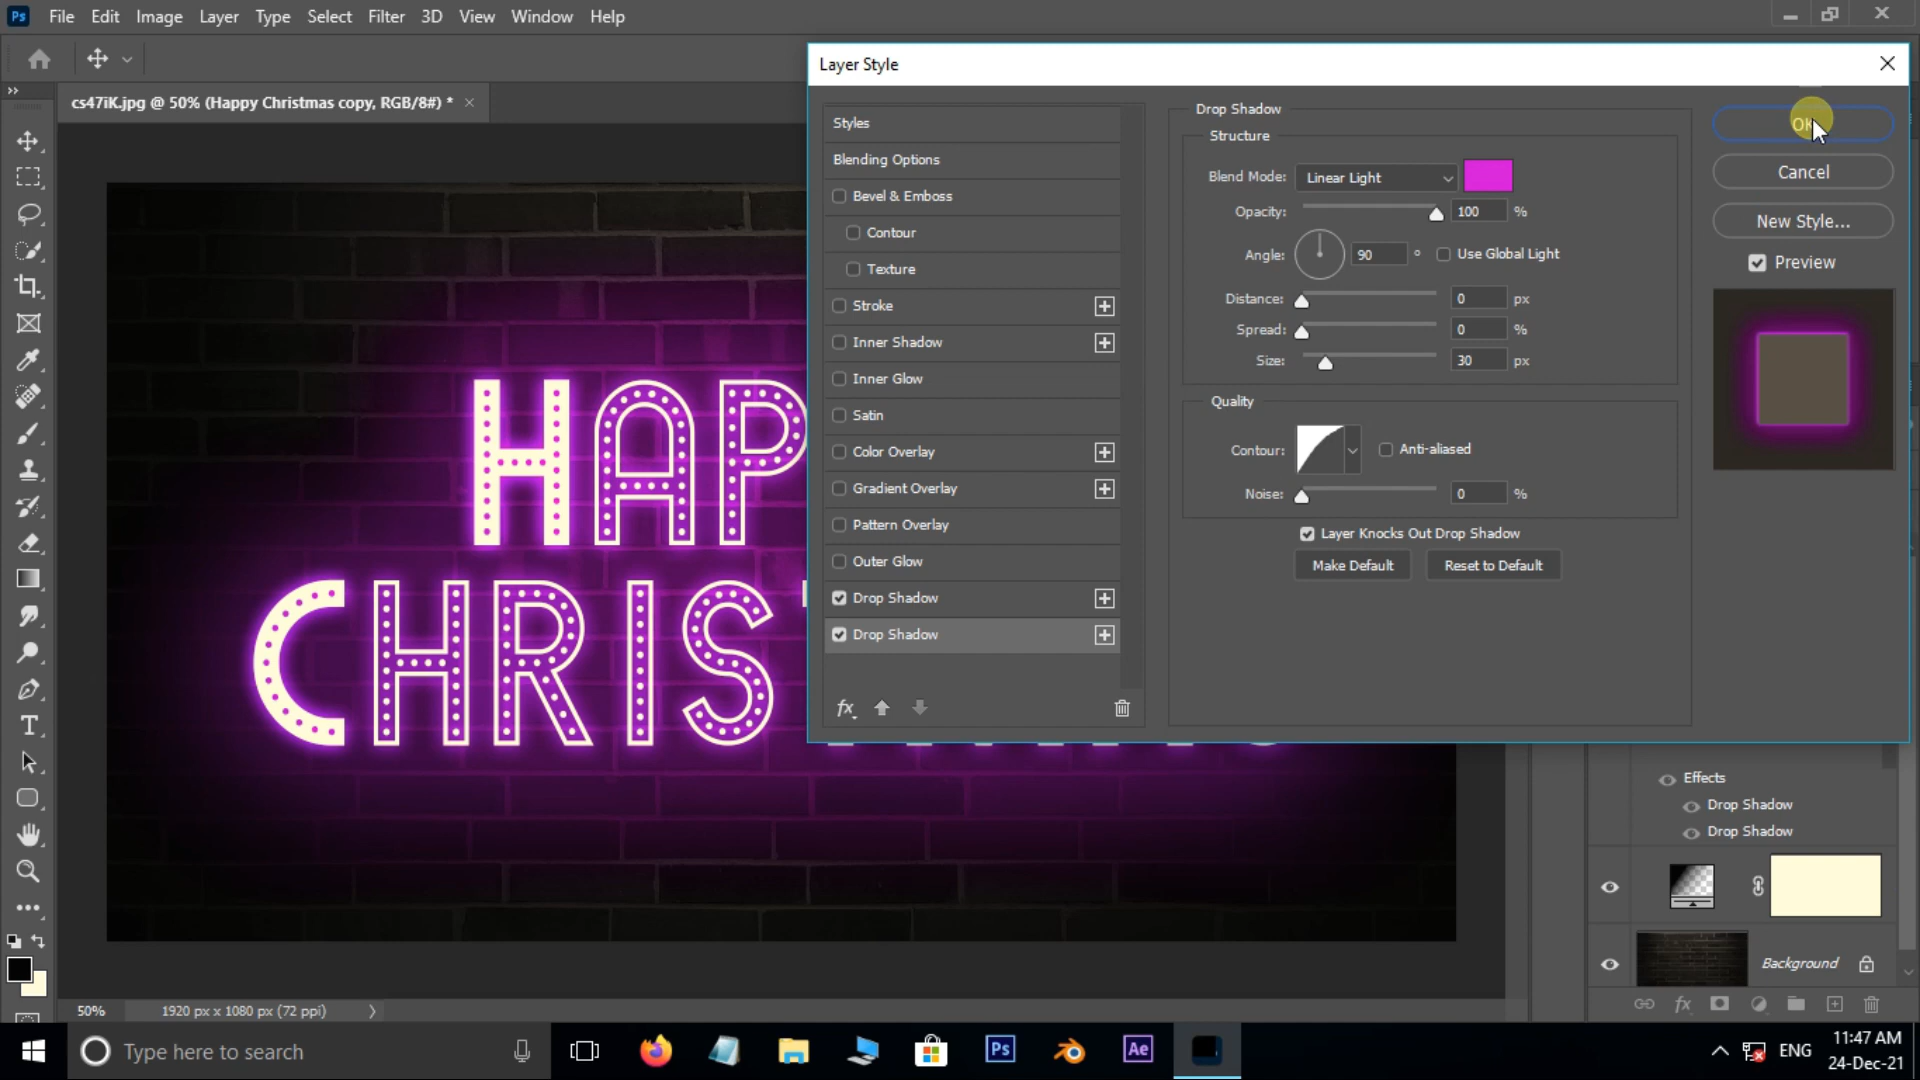 Ps File Edit Image Layer Type Select Filter 3D View Window Help
cs47iK.jpg @ 50% (Happy Christmas copy, RGB/8#) * ×
Layer Style
Styles
Blending Options
Bevel & Emboss
Contour
Texture
Stroke
Inner Shadow
Inner Glow
Satin
Color Overlay
Gradient Overlay
Pattern Overlay
Outer Glow
Drop Shadow
Drop Shadow
fx
Drop Shadow
Structure
Blend Mode: Linear Light
Opacity: 100 %
Angle: 90 ° Use Global Light
Distance: 0 px
Spread: 0 %
Size: 30 px
Quality
Contour: Anti-aliased
Noise: 0 %
Layer Knocks Out Drop Shadow
Make Default Reset to Default
OK
Cancel
New Style...
Preview
HAP
CHRIS
Effects
Drop Shadow
Drop Shadow
Background
fx
50% 1920 px x 1080 px (72 ppi)
Type here to search
Ps
Ae
ENG
11:47 AM
24-Dec-21